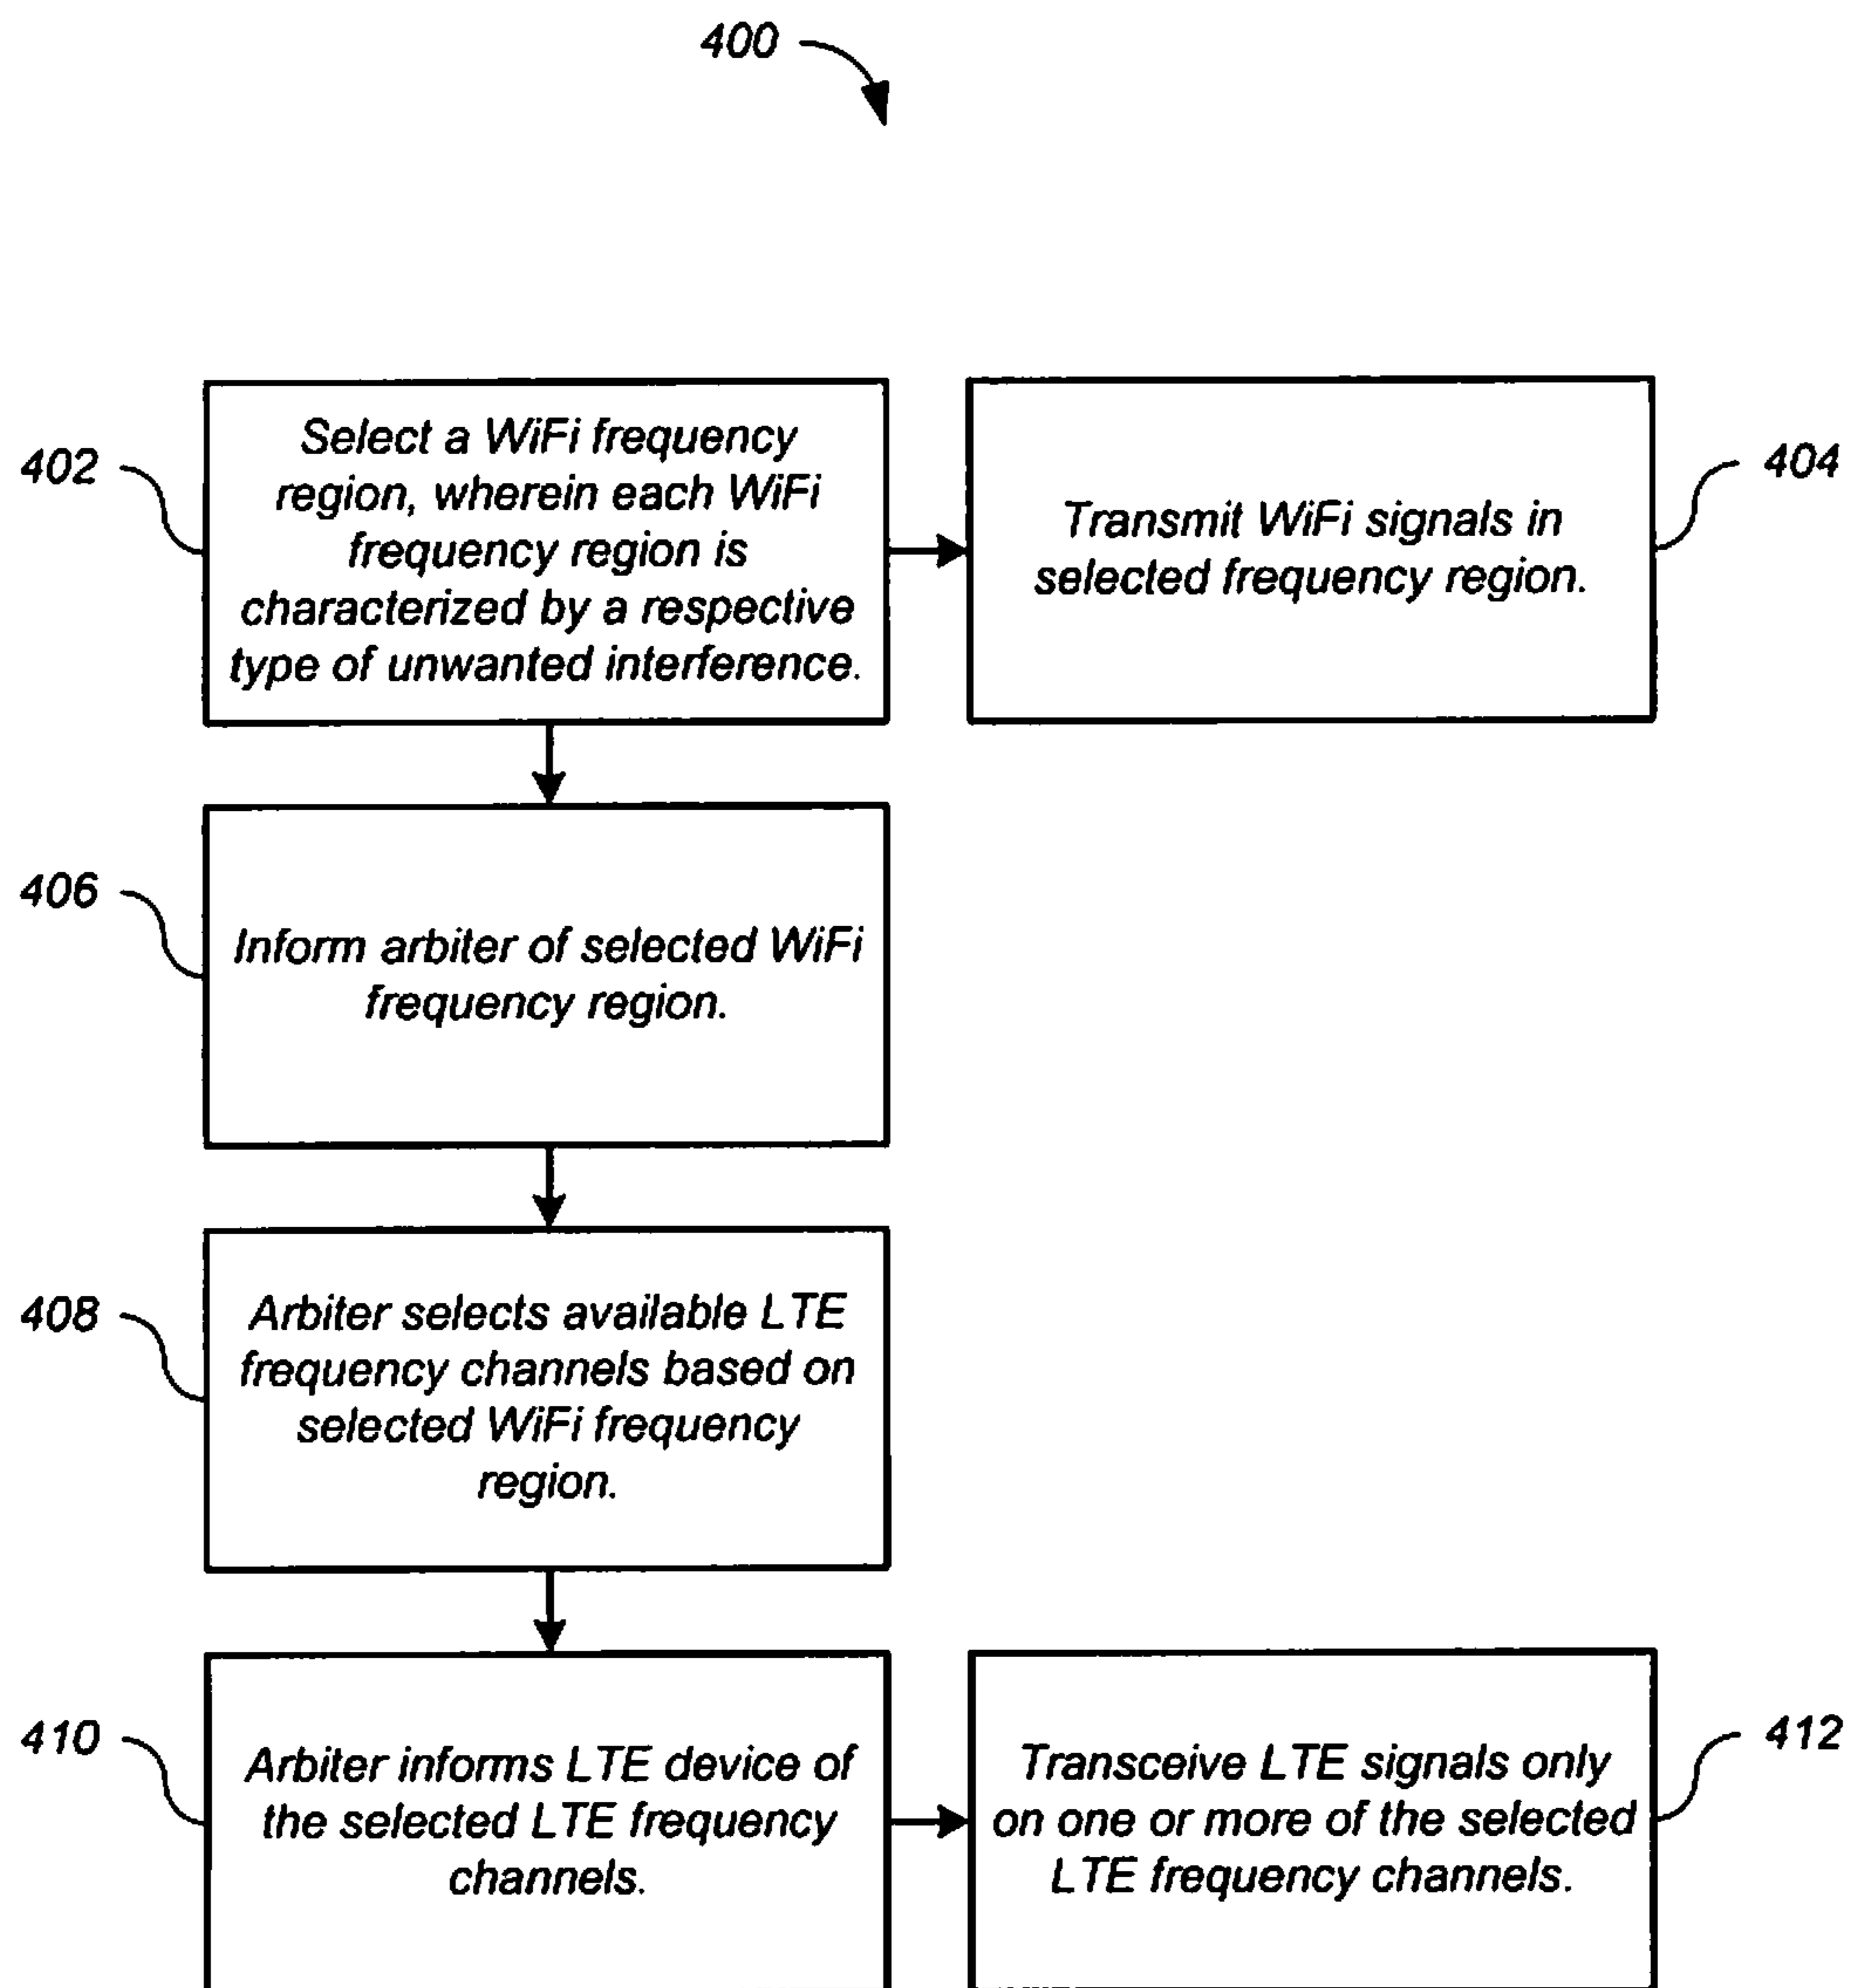 400
402
Select a WiFi frequency
region, wherein each WiFi
frequency region is
characterized by a respective
type of unwanted interference.
404
Transmit WiFi signals in
selected frequency region.
406
Inform arbiter of selected WiFi
frequency region.
408
Arbiter selects available LTE
frequency channels based on
selected WiFi frequency
region.
410
Arbiter informs LTE device of
the selected LTE frequency
channels.
412
Transceive LTE signals only
on one or more of the selected
LTE frequency channels.